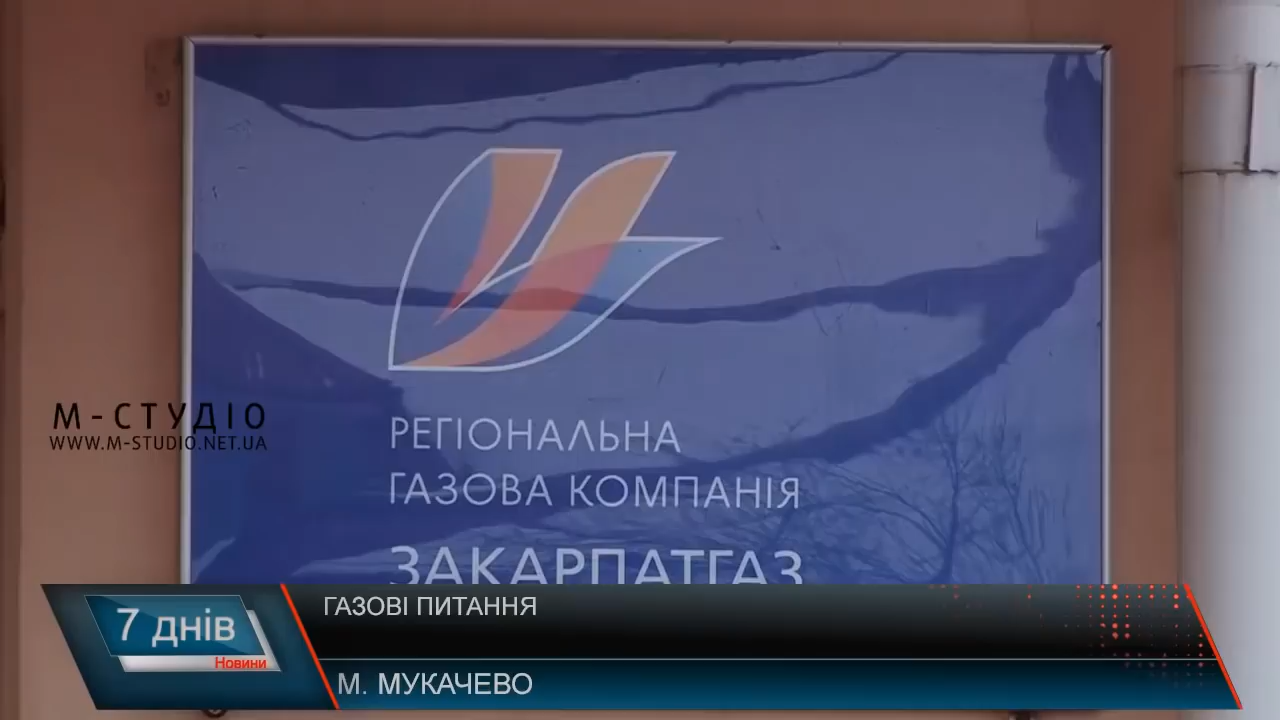 М-СТУДІО
WWW.M-STUDIO.NET.UA
РЕГІОНАЛЬНА
ГАЗОВА КОМПАНІЯ
ЗАКАРПАТГАЗ
7 днів
Новини
ГАЗОВІ ПИТАННЯ
М. МУКАЧЕВО